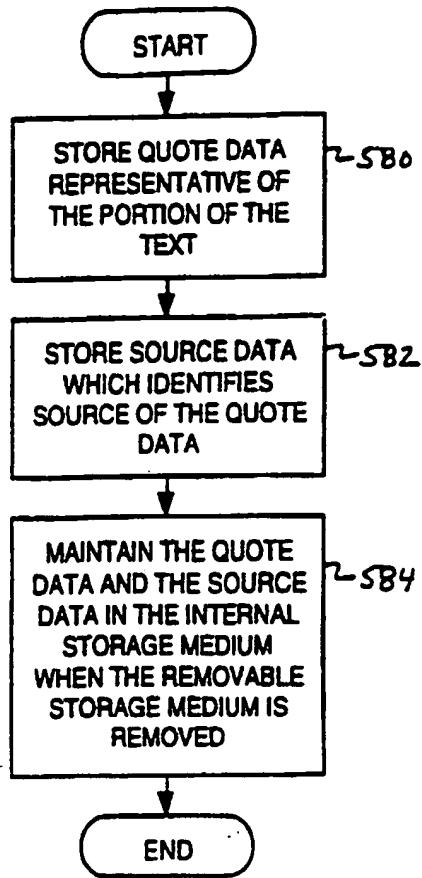 START
STORE QUOTE DATA
REPRESENTATIVE OF
THE PORTION OF THE
TEXT
580
STORE SOURCE DATA
WHICH IDENTIFIES
SOURCE OF THE QUOTE
DATA
582
MAINTAIN THE QUOTE
DATA AND THE SOURCE
DATA IN THE INTERNAL
STORAGE MEDIUM
WHEN THE REMOVABLE
STORAGE MEDIUM IS
REMOVED
584
END